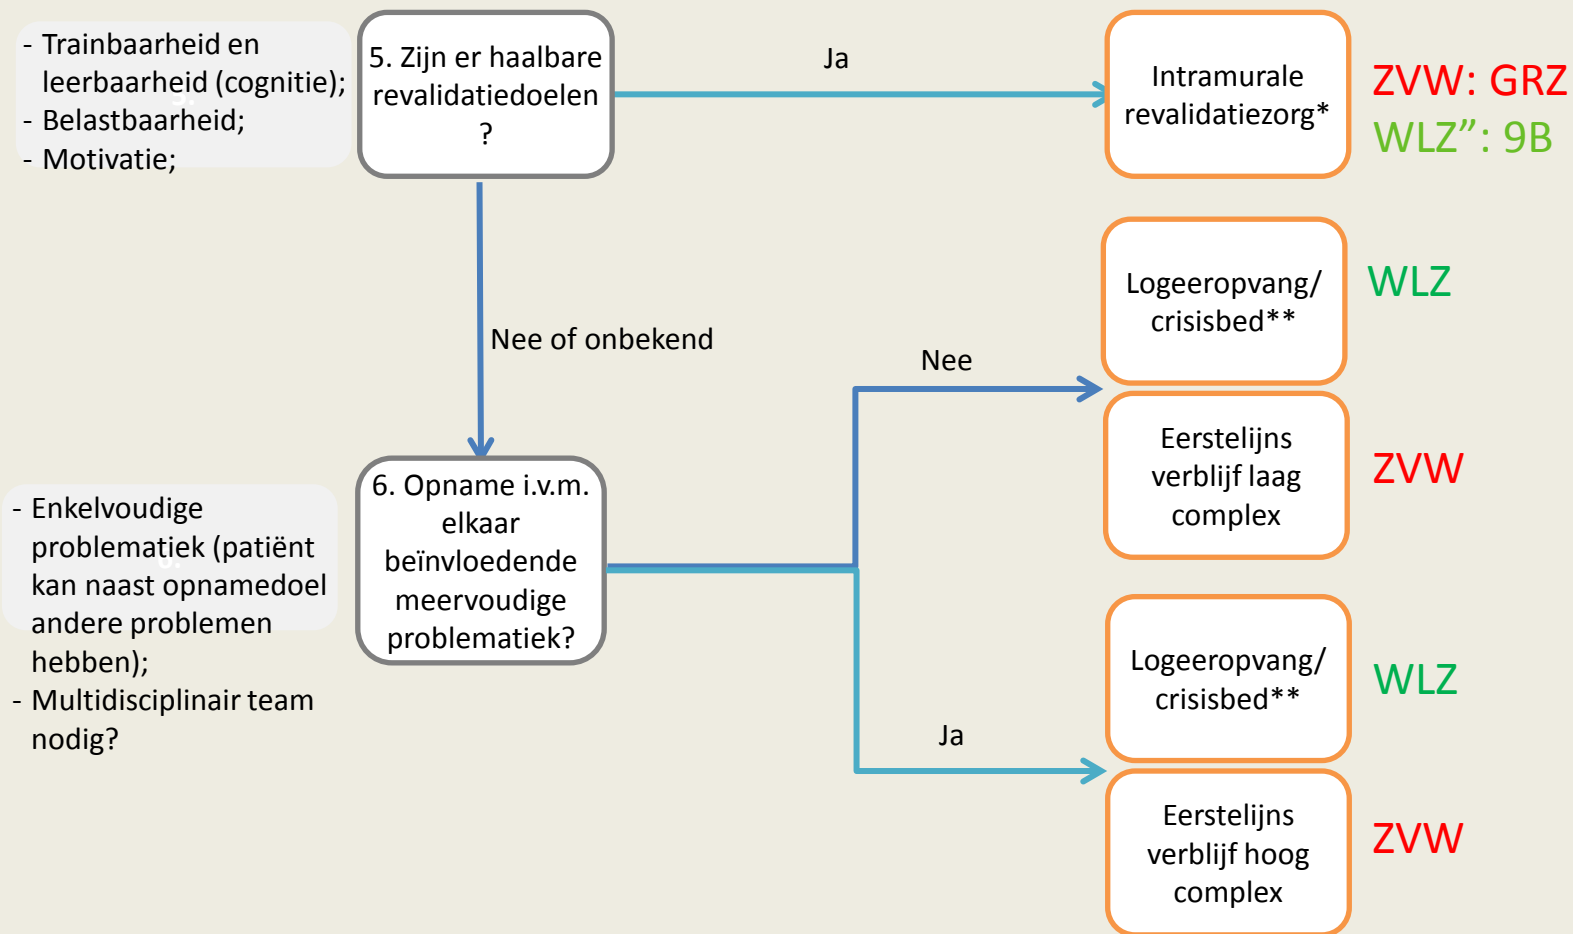 - Trainbaarheid en
leerbaarheid (cognitie);
- Belastbaarheid;
- Motivatie;
5.
5. Zijn er haalbare
revalidatiedoelen
?
Ja
Intramurale
revalidatiezorg*
ZVW: GRZ
WLZ”: 9B
Nee of onbekend
Logeeropvang/
crisisbed**
WLZ
Nee
Eerstelijns
verblijf laag
complex
ZVW
- Enkelvoudige
problematiek (patiënt
kan naast opnamedoel
andere problemen
hebben);
- Multidisciplinair team
nodig?
6.
6. Opname i.v.m.
elkaar
beïnvloedende
meervoudige
problematiek?
Logeeropvang/
crisisbed**
WLZ
Ja
Eerstelijns
verblijf hoog
complex
ZVW